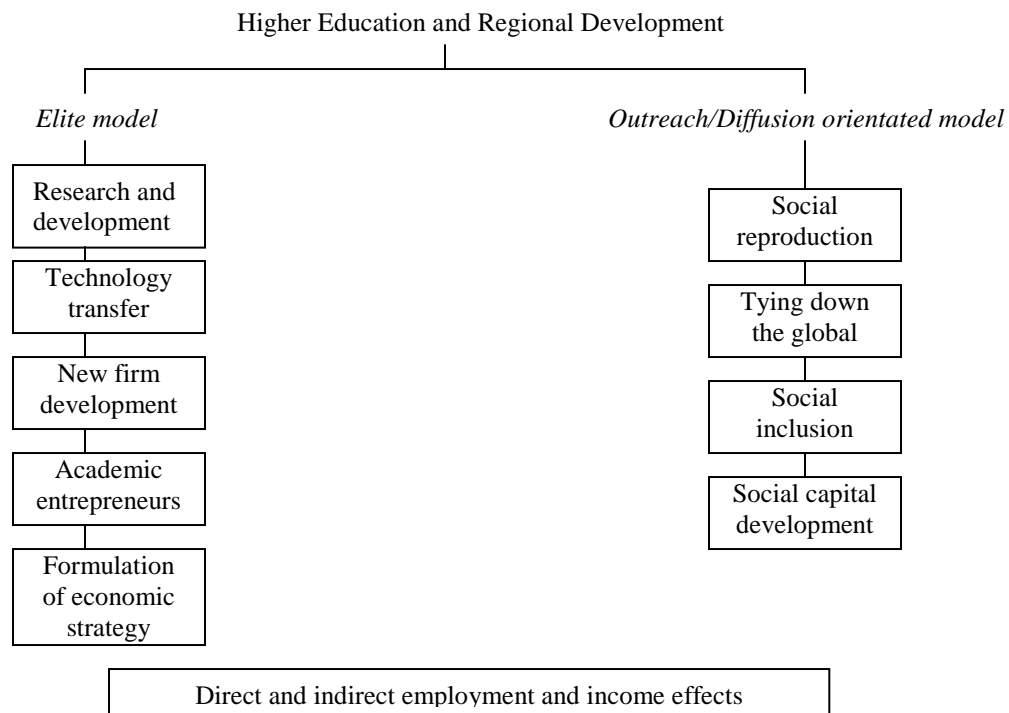 Higher Education and Regional Development
Elite model
Outreach/Diffusion orientated model
Research and
development
Technology
transfer
New firm
development
Academic
entrepreneurs
Formulation
of economic
strategy
Social
reproduction
Tying down
the global
Social
inclusion
Social capital
development
Direct and indirect employment and income effects